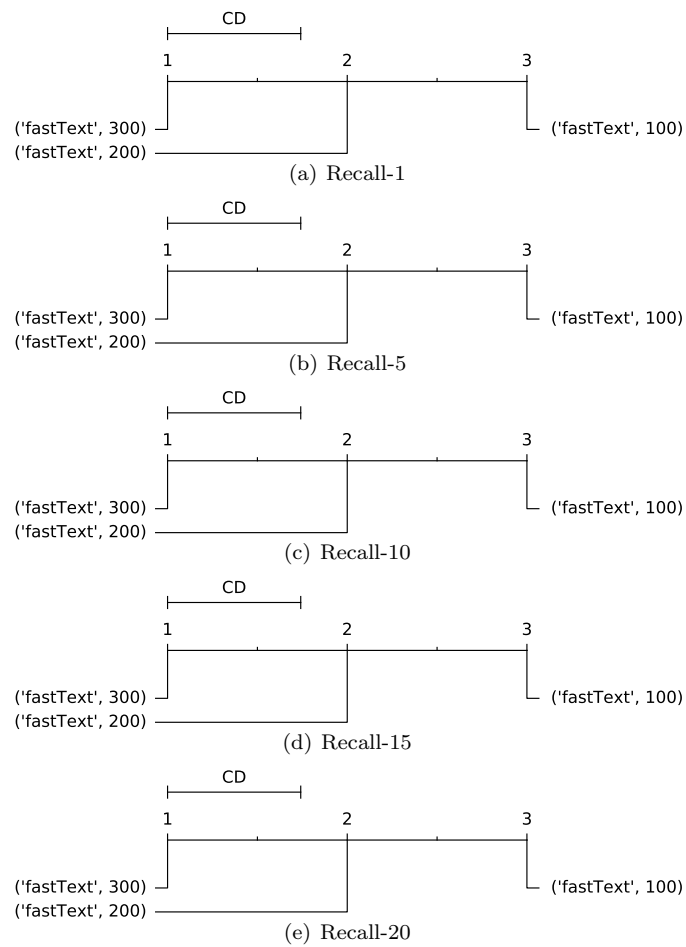 CD
1 2 3
('fastText', 300) ('fastText', 100)
('fastText', 200)
(a) Recall-1
CD
1 2 3
('fastText', 300) ('fastText', 100)
('fastText', 200)
(b) Recall-5
CD
1 2 3
('fastText', 300) ('fastText', 100)
('fastText', 200)
(c) Recall-10
CD
1 2 3
('fastText', 300) ('fastText', 100)
('fastText', 200)
(d) Recall-15
CD
1 2 3
('fastText', 300) ('fastText', 100)
('fastText', 200)
(e) Recall-20